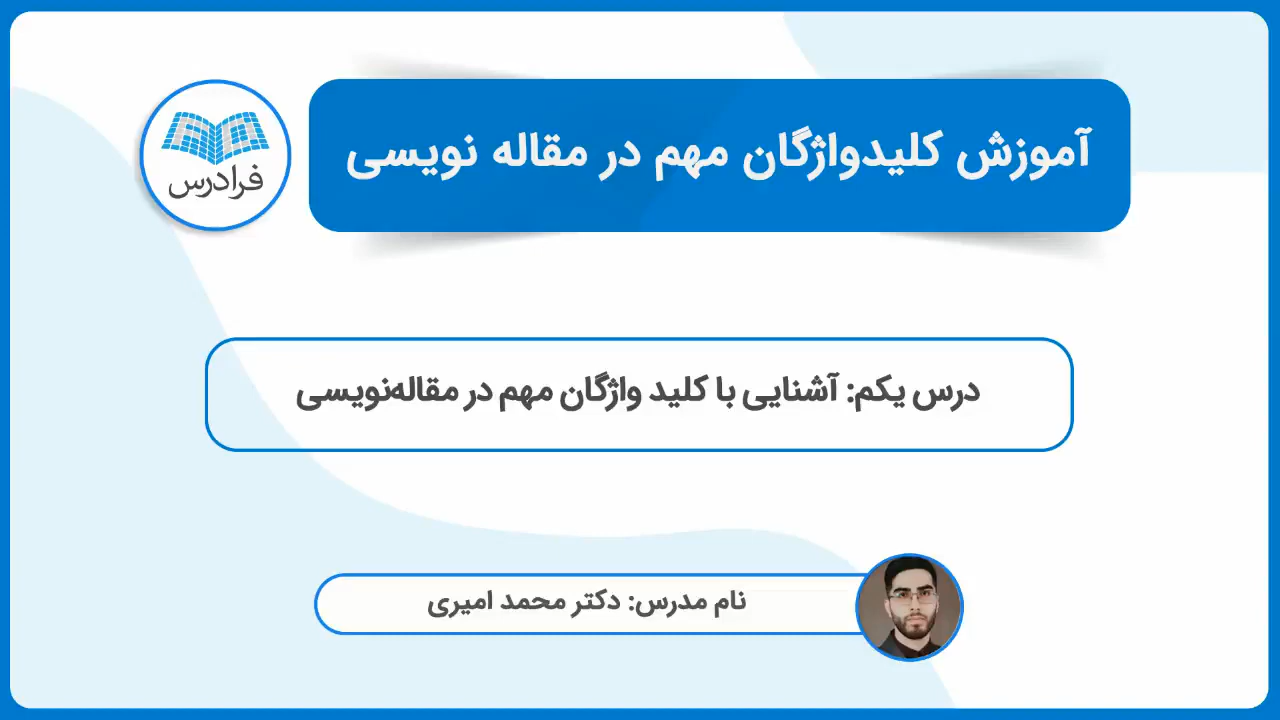 آموزش کلیدواژگان مهم در مقاله نویسی
فرادرس
درس یکم: آشنایی با کلید واژگان مهم در مقاله‌نویسی
نام مدرس: دکتر محمد امیری